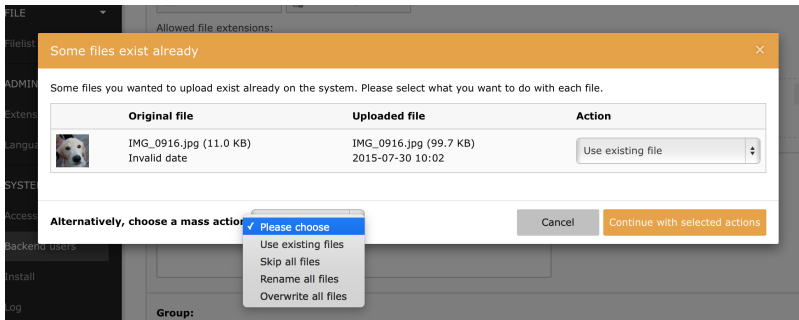 FILE
Filelist
ADMIN
Extens
Langua
SYSTE
Access
Backend users
Install
Log
Allowed file extensions:
Some files exist already
×
Some files you wanted to upload exist already on the system. Please select what you want to do with each file.
Original file Uploaded file Action
IMG_0916.jpg (11.0 KB) IMG_0916.jpg (99.7 KB) Use existing file
Invalid date 2015-07-30 10:02
Alternatively, choose a mass action
✓ Please choose
Use existing files
Skip all files
Rename all files
Overwrite all files
Cancel Continue with selected actions
Group: